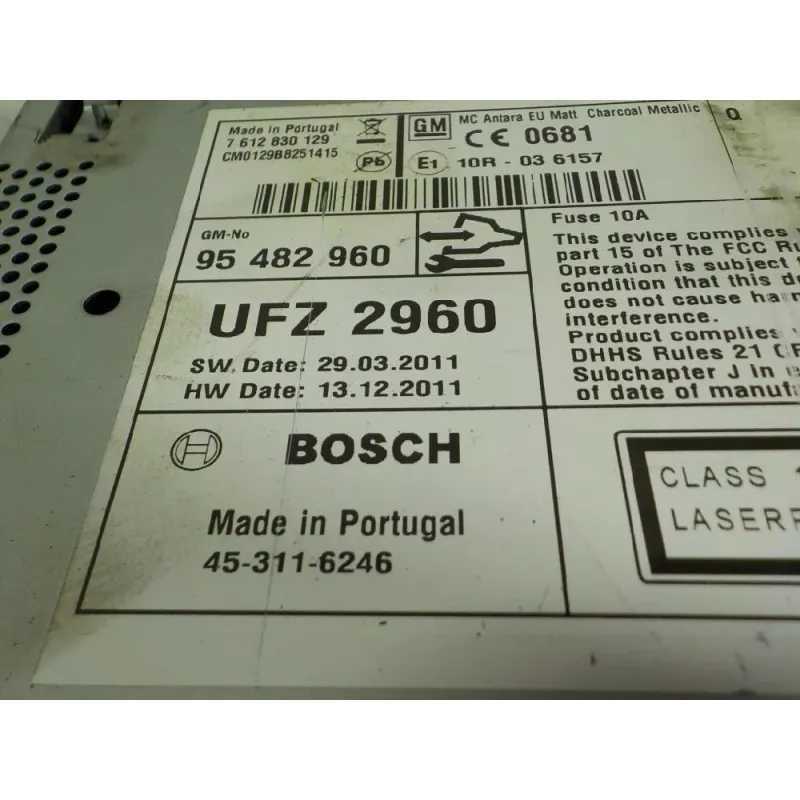 Made in Portugal
7 612 830 129
CM0129B8251415
Pb
GM
MC Antara EU Matt Charcoal Metallic
CE 0681
E1 10R - 03 6157
Q
GM-No
95 482 960
UFZ 2960
SW. Date: 29.03.2011
HW Date: 13.12.2011
Fuse 10A
This device complies
part 15 of The FCC
Operation is subject
condition that this
does not cause
interference.
Product complies
DHHS Rules 21
Subchapter J in
of date of
BOSCH
Made in Portugal
45-311-6246
CLASS